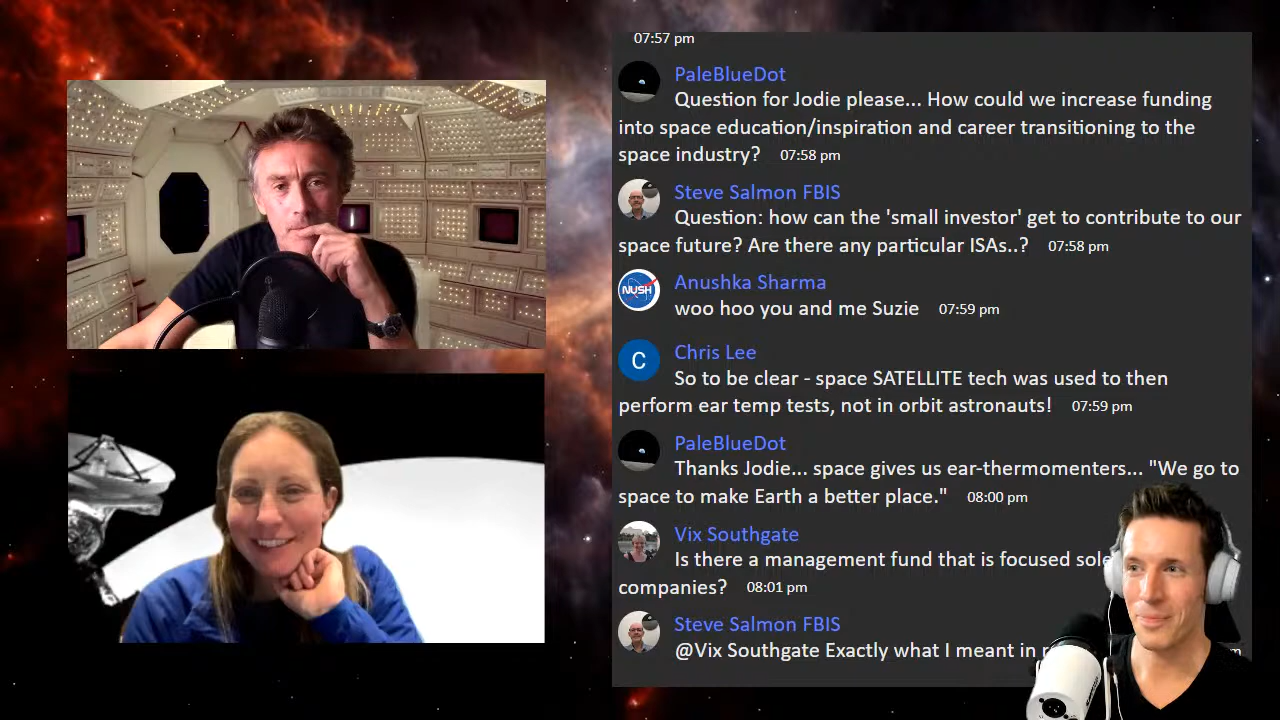 07:57 pm
PaleBlueDot
Question for Jodie please... How could we increase funding
into space education/inspiration and career transitioning to the
space industry? 07:58 pm
Steve Salmon FBIS
Question: how can the 'small investor' get to contribute to our
space future? Are there any particular ISAs..? 07:58 pm
Anushka Sharma
NUSH
woo hoo you and me Suzie 07:59 pm
Chris Lee
C
So to be clear - space SATELLITE tech was used to then
perform ear temp tests, not in orbit astronauts! 07:59 pm
PaleBlueDot
Thanks Jodie... space gives us ear-thermomenters... "We go to
space to make Earth a better place." 08:00 pm
Vix Southgate
Is there a management fund that is focused
companies? 08:01 pm
Steve Salmon FBIS
@Vix Southgate Exactly what I meant in